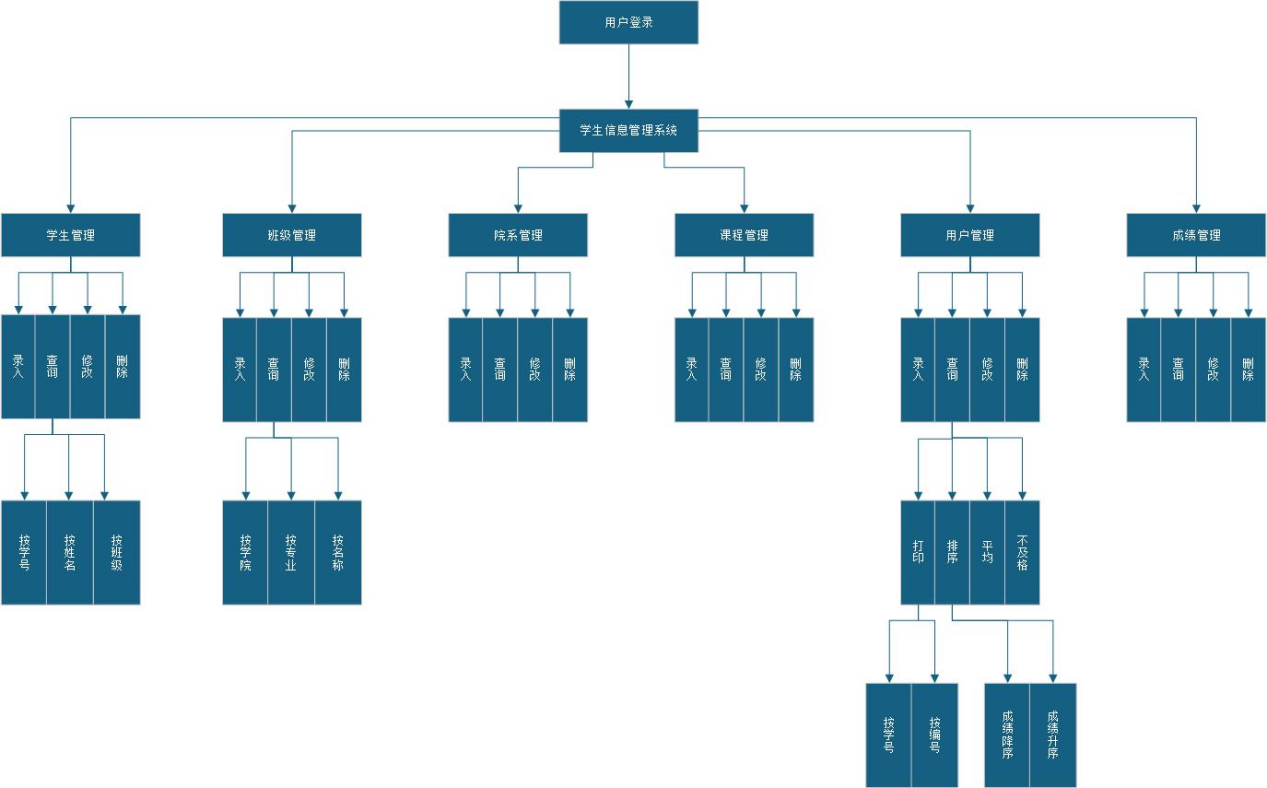 用户登录
学生信息管理系统
学生管理
班级管理
院系管理
课程管理
用户管理
成绩管理
录入
查询
修改
删除
录入
查询
修改
删除
录入
查询
修改
删除
录入
查询
修改
删除
录入
查询
修改
删除
录入
查询
修改
删除
按学号
按姓名
按班级
按学院
按专业
按名称
打印
排序
平均
不及格
按学号
按编号
成绩降序
成绩升序